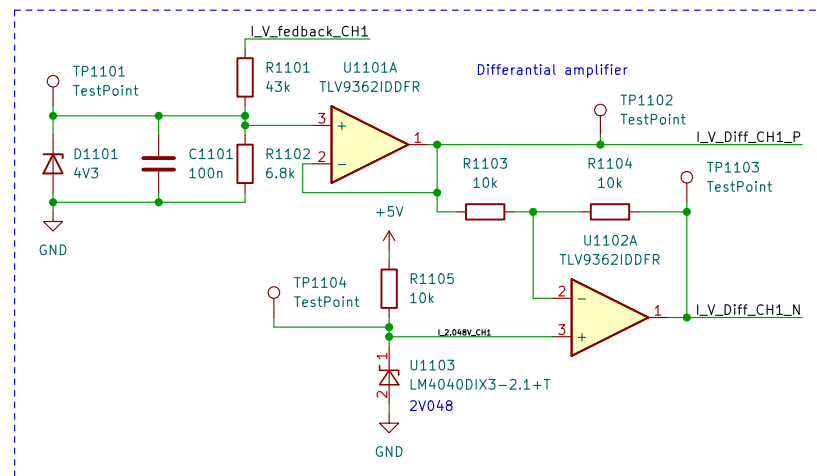 I_V_fedback_CH1
TP1101
TestPoint
R1101
43k
U1101A
TLV9362IDDFR
Differantial amplifier
TP1102
TestPoint
3
+
1
I_V_Diff_CH1_P
D1101
4V3
C1101
100n
R1102
6.8k
2
−
R1103
10k
R1104
10k
TP1103
TestPoint
+5V
GND
U1102A
TLV9362IDDFR
TP1104
TestPoint
R1105
10k
2
−
1
I_V_Diff_CH1_N
I_2.048V_CH1
3
+
1
U1103
LM4040DIX3-2.1+T
2
2V048
GND